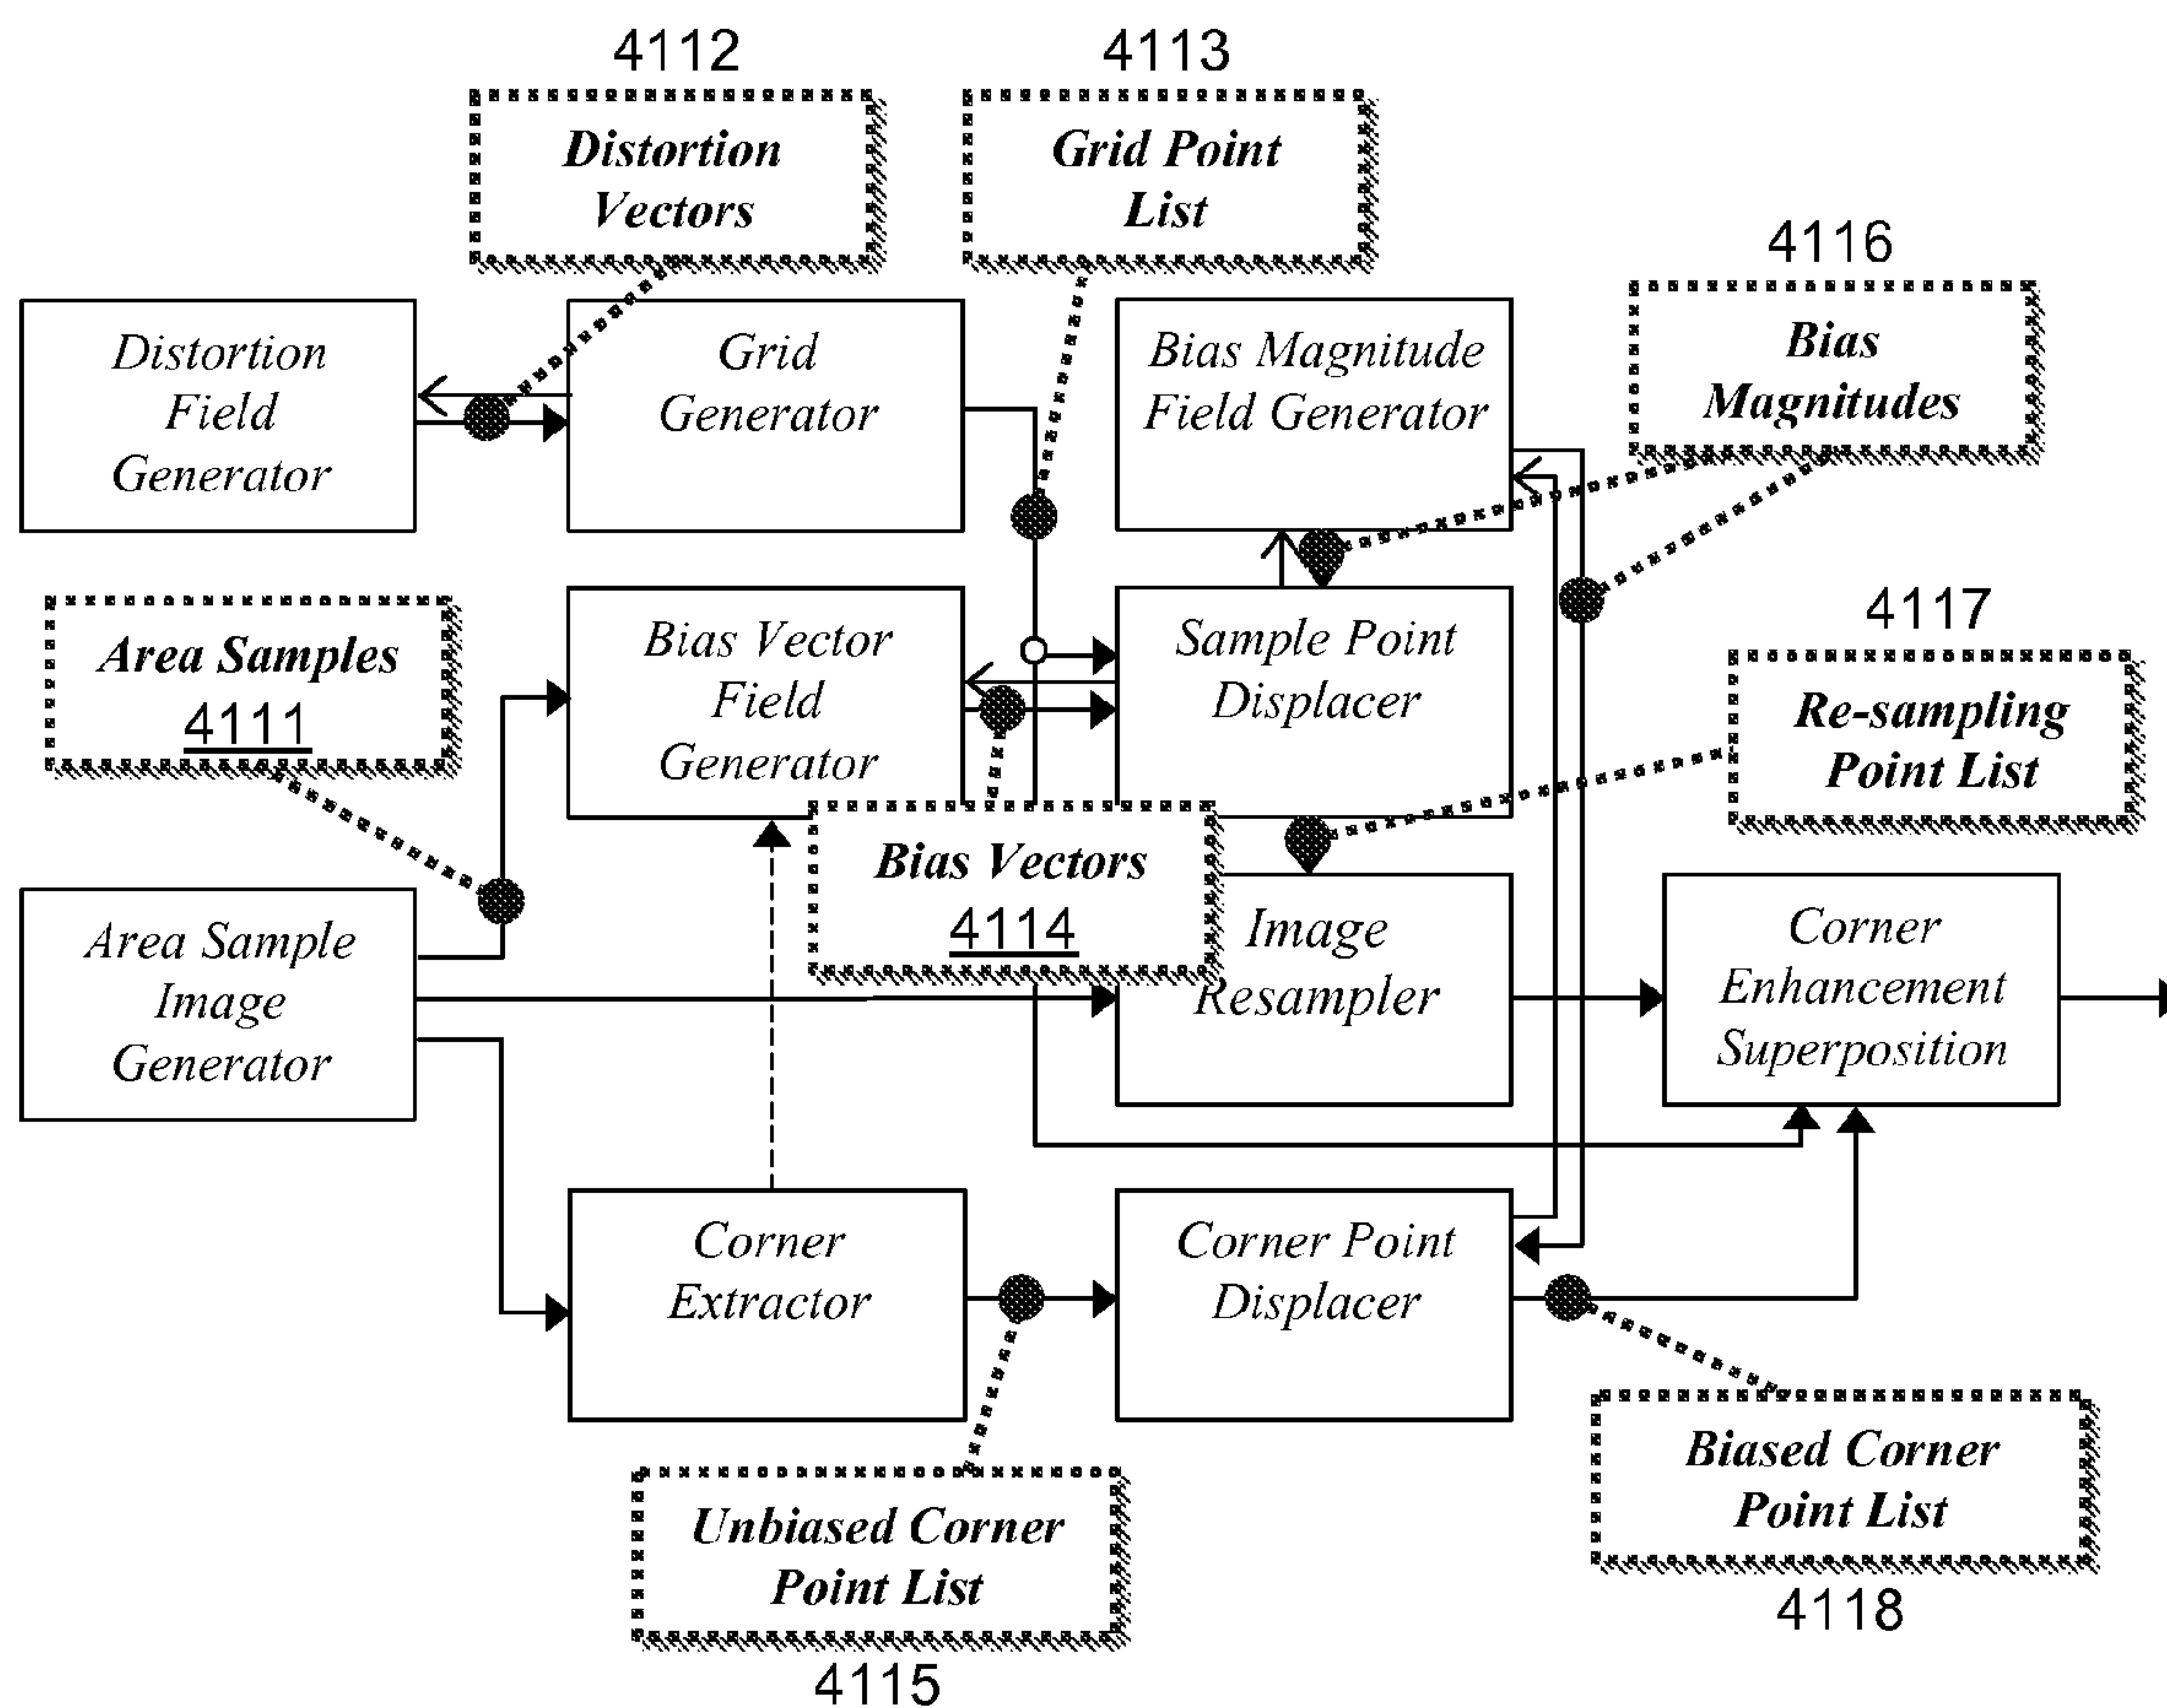 4112
Distortion
Vectors
4113
Grid Point
List
4116
Bias
Magnitudes
Distortion
Field
Generator
Grid
Generator
Bias Magnitude
Field Generator
Area Samples
4111
Bias Vector
Field
Generator
Sample Point
Displacer
4117
Re-sampling
Point List
Bias Vectors
4114
Area Sample
Image
Generator
Image
Resampler
Corner
Enhancement
Superposition
Corner
Extractor
Corner Point
Displacer
Unbiased Corner
Point List
4115
Biased Corner
Point List
4118